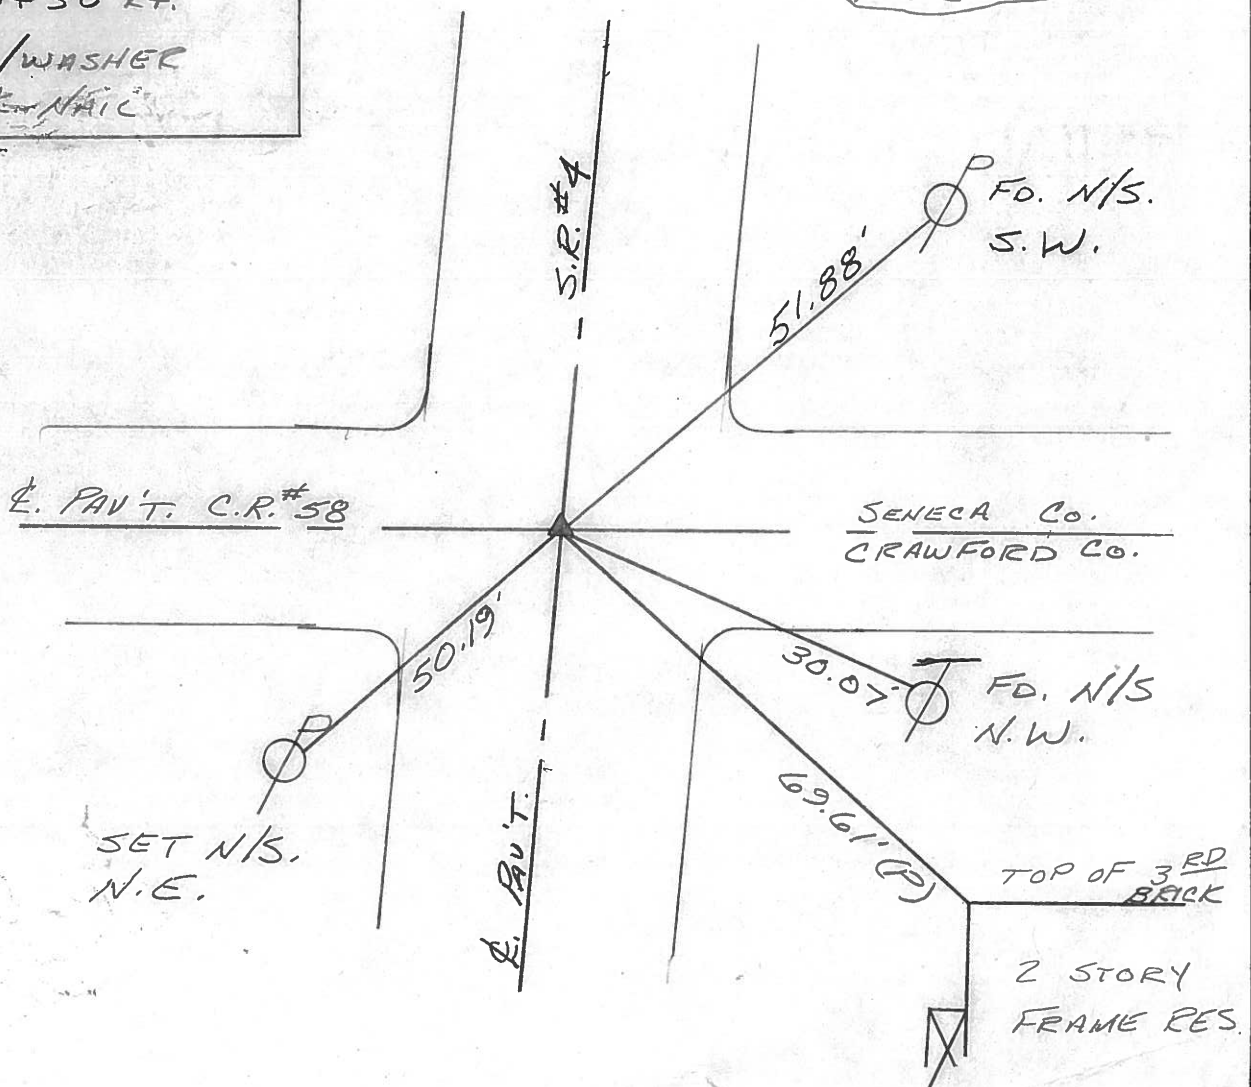 /WASHER
NAIL
S.R. #4
P
FD. N/S.
S.W.
51.88'
℄. PAV'T. C.R. #58
SENECA CO.
CRAWFORD CO.
50.19'
30.07'
T
FD. N/S
N.W.
P
69.61' (P)
SET N/S.
N.E.
℄. PAV'T.
TOP OF 3RD
BRICK
2 STORY
FRAME RES.